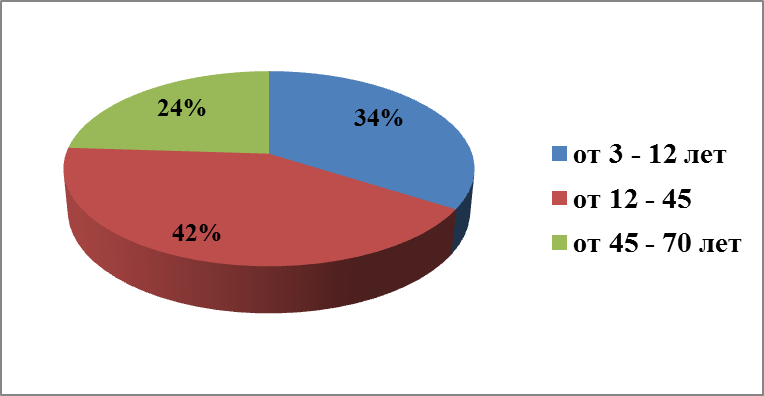 24%
34%
42%
от 3 - 12 лет
от 12 - 45
от 45 - 70 лет